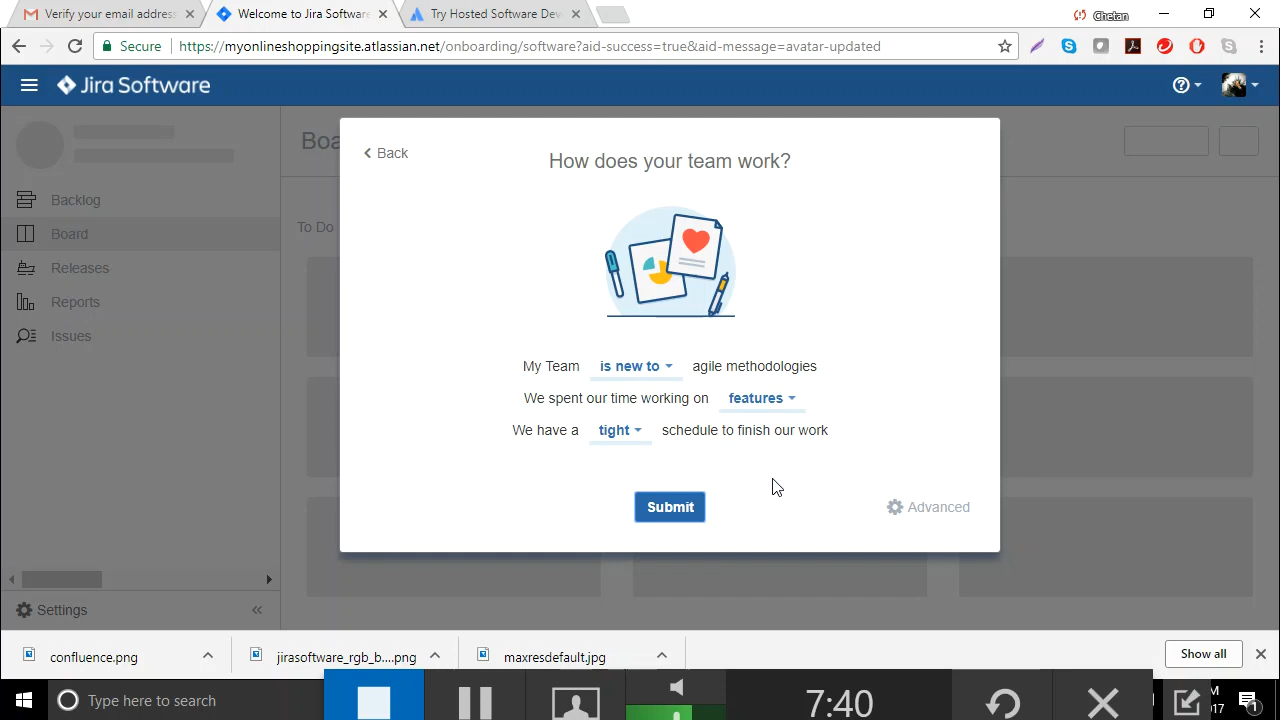 Verify your email address
Welcome to Jira Software
Try Hosted Software Dev
Chetan
Secure
https://myonlineshoppingsite.atlassian.net/onboarding/software?aid-success=true&aid-message=avatar-updated
Jira Software
Boa
Backlog
Board
Releases
Reports
Issues
To Do
Back
How does your team work?
My Team is new to agile methodologies
We spent our time working on features
We have a tight schedule to finish our work
Submit
Advanced
Settings
confluence.png
jirasoftware_rgb_b....png
maxresdefault.jpg
Show all
Type here to search
7:40
M
2017
1